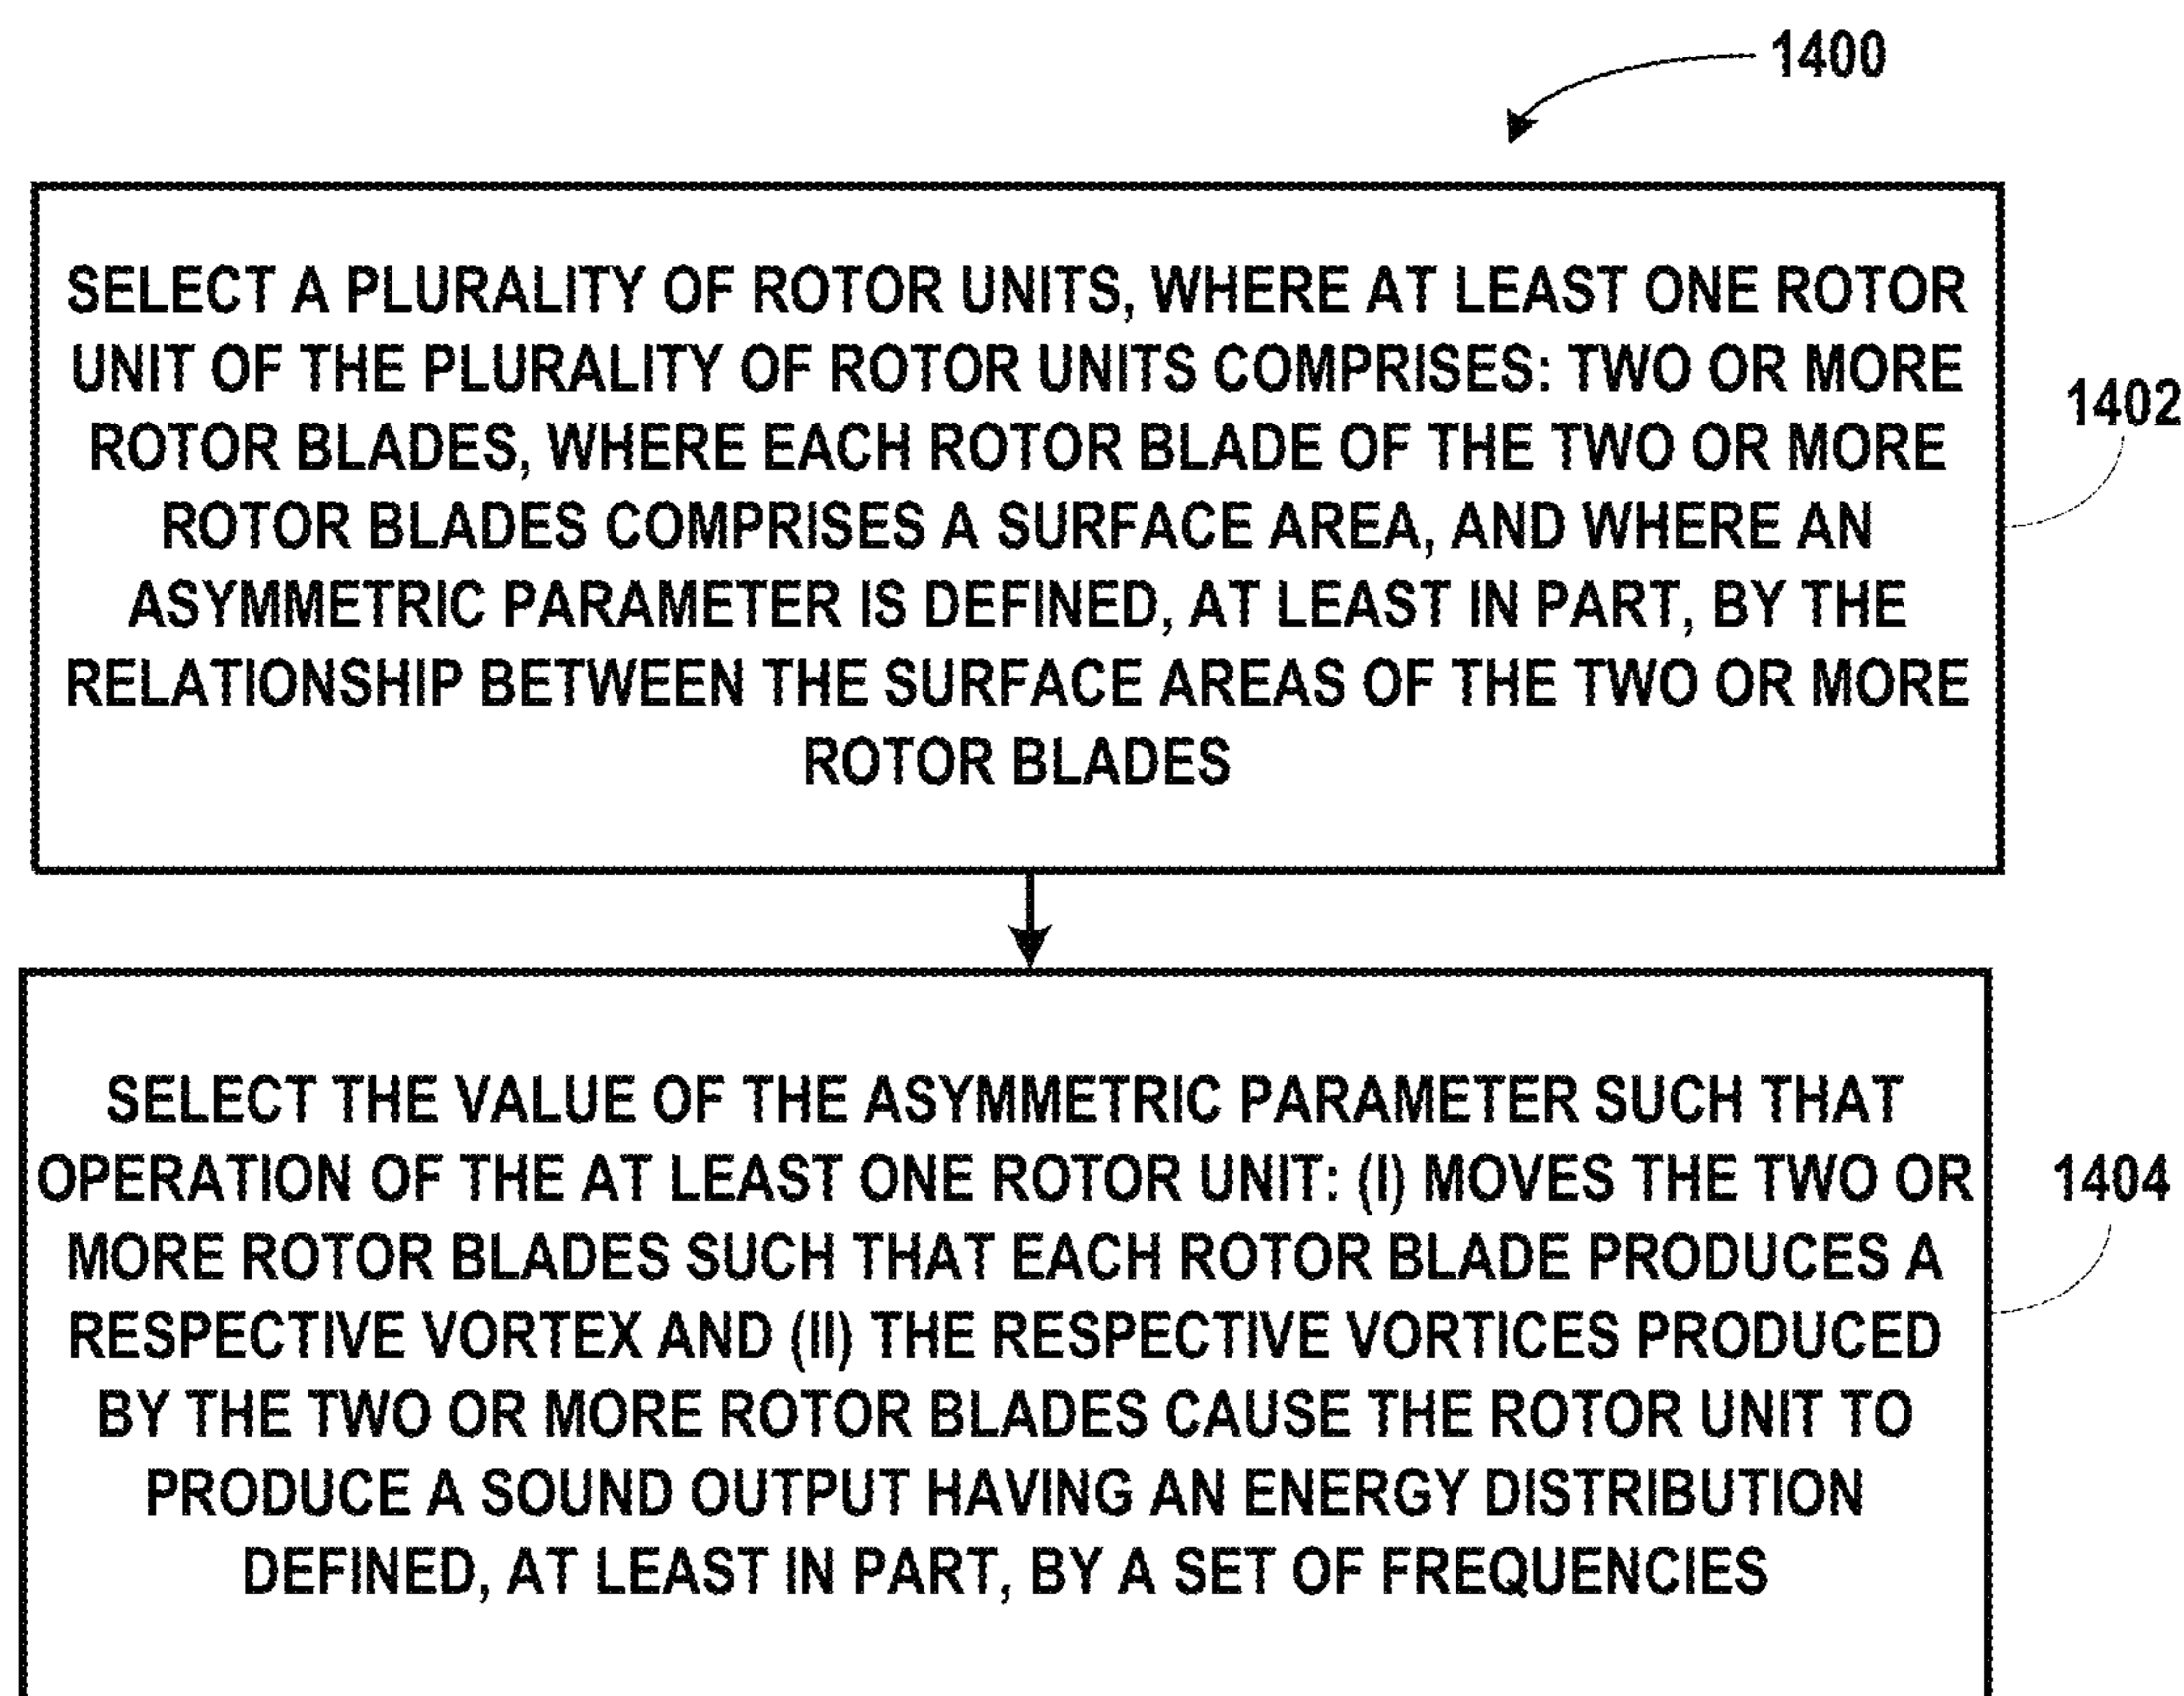 1400
SELECT A PLURALITY OF ROTOR UNITS, WHERE AT LEAST ONE ROTOR
UNIT OF THE PLURALITY OF ROTOR UNITS COMPRISES: TWO OR MORE
ROTOR BLADES, WHERE EACH ROTOR BLADE OF THE TWO OR MORE
ROTOR BLADES COMPRISES A SURFACE AREA, AND WHERE AN
ASYMMETRIC PARAMETER IS DEFINED, AT LEAST IN PART, BY THE
RELATIONSHIP BETWEEN THE SURFACE AREAS OF THE TWO OR MORE
ROTOR BLADES
1402
SELECT THE VALUE OF THE ASYMMETRIC PARAMETER SUCH THAT
OPERATION OF THE AT LEAST ONE ROTOR UNIT: (I) MOVES THE TWO OR
MORE ROTOR BLADES SUCH THAT EACH ROTOR BLADE PRODUCES A
RESPECTIVE VORTEX AND (II) THE RESPECTIVE VORTICES PRODUCED
BY THE TWO OR MORE ROTOR BLADES CAUSE THE ROTOR UNIT TO
PRODUCE A SOUND OUTPUT HAVING AN ENERGY DISTRIBUTION
DEFINED, AT LEAST IN PART, BY A SET OF FREQUENCIES
1404